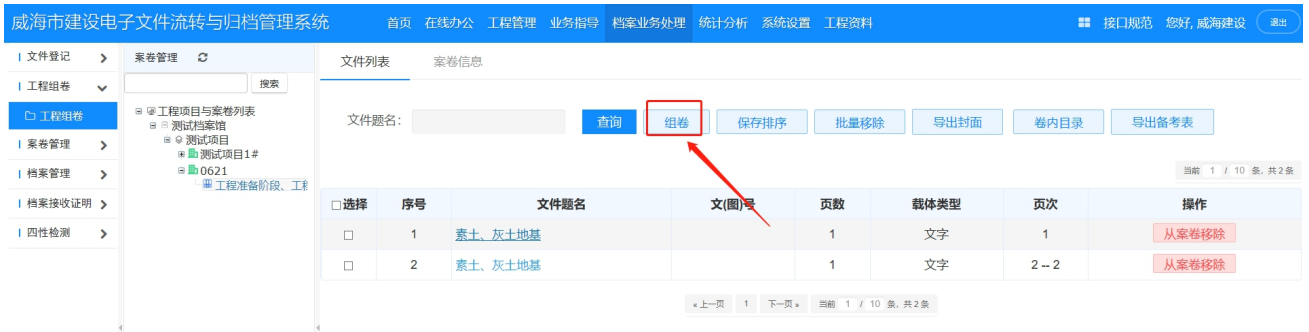 威海市建设电子文件流转与归档管理系统 首页 在线办公 工程管理 业务指导 档案业务处理 统计分析 系统设置 工程资料 接口规范 您好, 威海建设 退出
文件登记
工程组卷
工程组卷
案卷管理
档案管理
档案接收证明
四性检测
案卷管理
搜索
工程项目与案卷列表
测试档案馆
测试项目
测试项目1#
0621
工程准备阶段、工程
文件列表 案卷信息
文件题名: 查询 组卷 保存排序 批量移除 导出封面 卷内目录 导出备考表
当前 1 / 10 条, 共2条
选择 序号 文件题名 文(图)号 页数 载体类型 页次 操作
1 素土、灰土地基 1 文字 1 从案卷移除
2 素土、灰土地基 1 文字 2 -- 2 从案卷移除
« 上一页 1 下一页 » 当前 1 / 10 条, 共2条